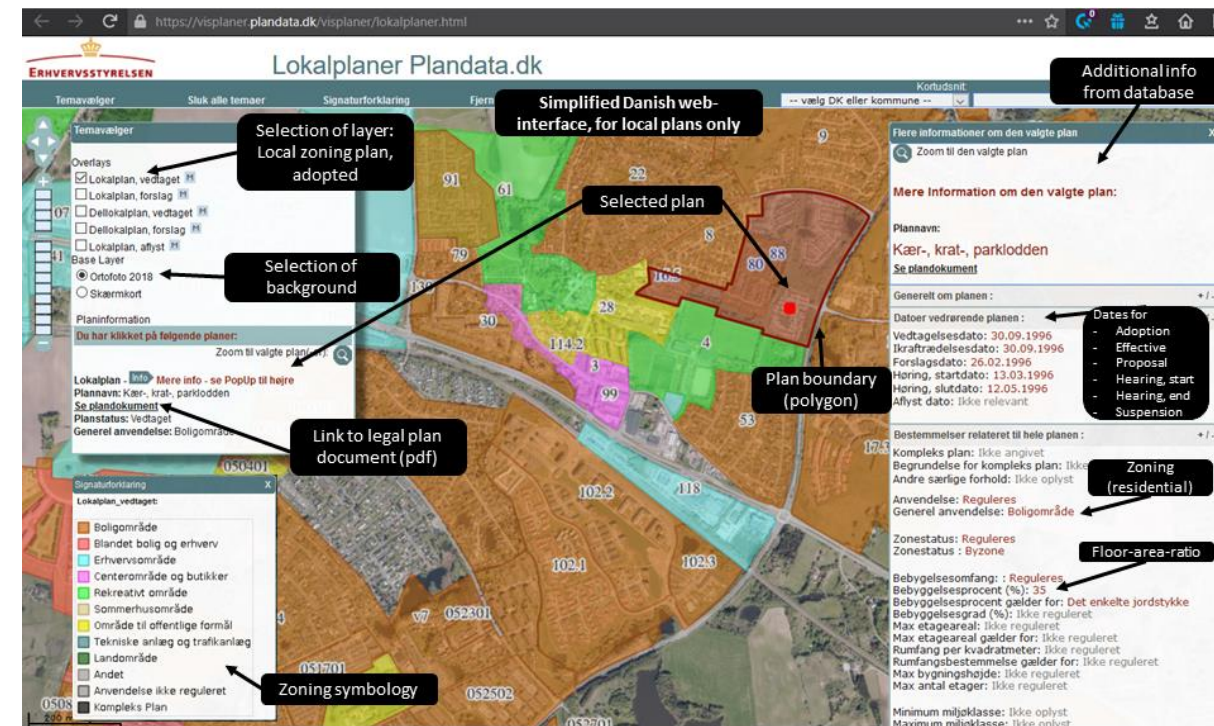 https://visplaner.plandata.dk/visplaner/lokalplaner.html
0
ERHVERVSSTYRELSEN
Lokalplaner Plandata.dk
Kortudsnit:
Temavælger
Sluk alle temaer
Signaturforklaring
-- vælg DK eller kommune --
Simplified Danish web-
interface, for local plans only
Additional info
from database
Temavælger
Overlays
Lokalplan, vedtaget
Lokalplan, forslag
Dellokalplan, vedtaget
Dellokalplan, forslag
Lokalplan, aflyst
Base Layer
Ortofoto 2018
Skærmkort
Planinformation
Du har klikket på følgende planer:
Zoom til valgte plan(-er):
Lokalplan - Info Mere info - se PopUp til højre
Plannavn: Kær-, krat-, parklodden
Se plandokument
Planstatus: Vedtaget
Generel anvendelse: Boligområde
Selection of layer:
Local zoning plan,
adopted
Selection of
background
Selected plan
Plan boundary
(polygon)
Link to legal plan
document (pdf)
Zoning symbology
9
22
91
61
8
88
80
79
16.5
28
30
114.2
4
3
99
53
17.3
118
102.2
102.1
102.3
07
41
050401
052301
v7
051701
052502
052701
0508
200 m
Signaturforklaring X
Lokalplan_vedtaget:
Boligområde
Blandet bolig og erhverv
Erhvervsområde
Centerområde og butikker
Rekreativt område
Sommerhusområde
Område til offentlige formål
Tekniske anlæg og trafikanlæg
Landområde
Andet
Anvendelse ikke reguleret
Kompleks Plan
Flere informationer om den valgte plan X
Zoom til den valgte plan
Mere Information om den valgte plan:
Plannavn:
Kær-, krat-, parklodden
Se plandokument
Generelt om planen : + / -
Datoer vedrørende planen :
Vedtagelsesdato: 30.09.1996
Ikrafttrædelsesdato: 30.09.1996
Forslagsdato: 26.02.1996
Høring, startdato: 13.03.1996
Høring, slutdato: 12.05.1996
Aflyst dato: Ikke relevant
Dates for
- Adoption
- Effective
- Proposal
- Hearing, start
- Hearing, end
- Suspension
Bestemmelser relateret til hele planen : + / -
Kompleks plan: Ikke angivet
Begrundelse for kompleks plan: Ikke
Andre særlige forhold: Ikke oplyst
Anvendelse: Reguleres
Generel anvendelse: Boligområde
Zoning
(residential)
Zonestatus: Reguleres
Zonestatus : Byzone
Floor-area-ratio
Bebygelsesomfang: : Reguleres
Bebyggelsesprocent (%): 35
Bebyggelsesprocent gælder for: Det enkelte jordstykke
Bebyggelsesgrad (%): Ikke reguleret
Max etageareal: Ikke reguleret
Max etageareal gælder for: Ikke reguleret
Rumfang per kvadratmeter: Ikke reguleret
Rumfangsbestemmelse gælder for: Ikke reguleret
Max bygningshøjde: Ikke reguleret
Max antal etager: Ikke reguleret
Minimum miljøklasse: Ikke oplyst
Maximum miljøklasse: Ikke oplyst